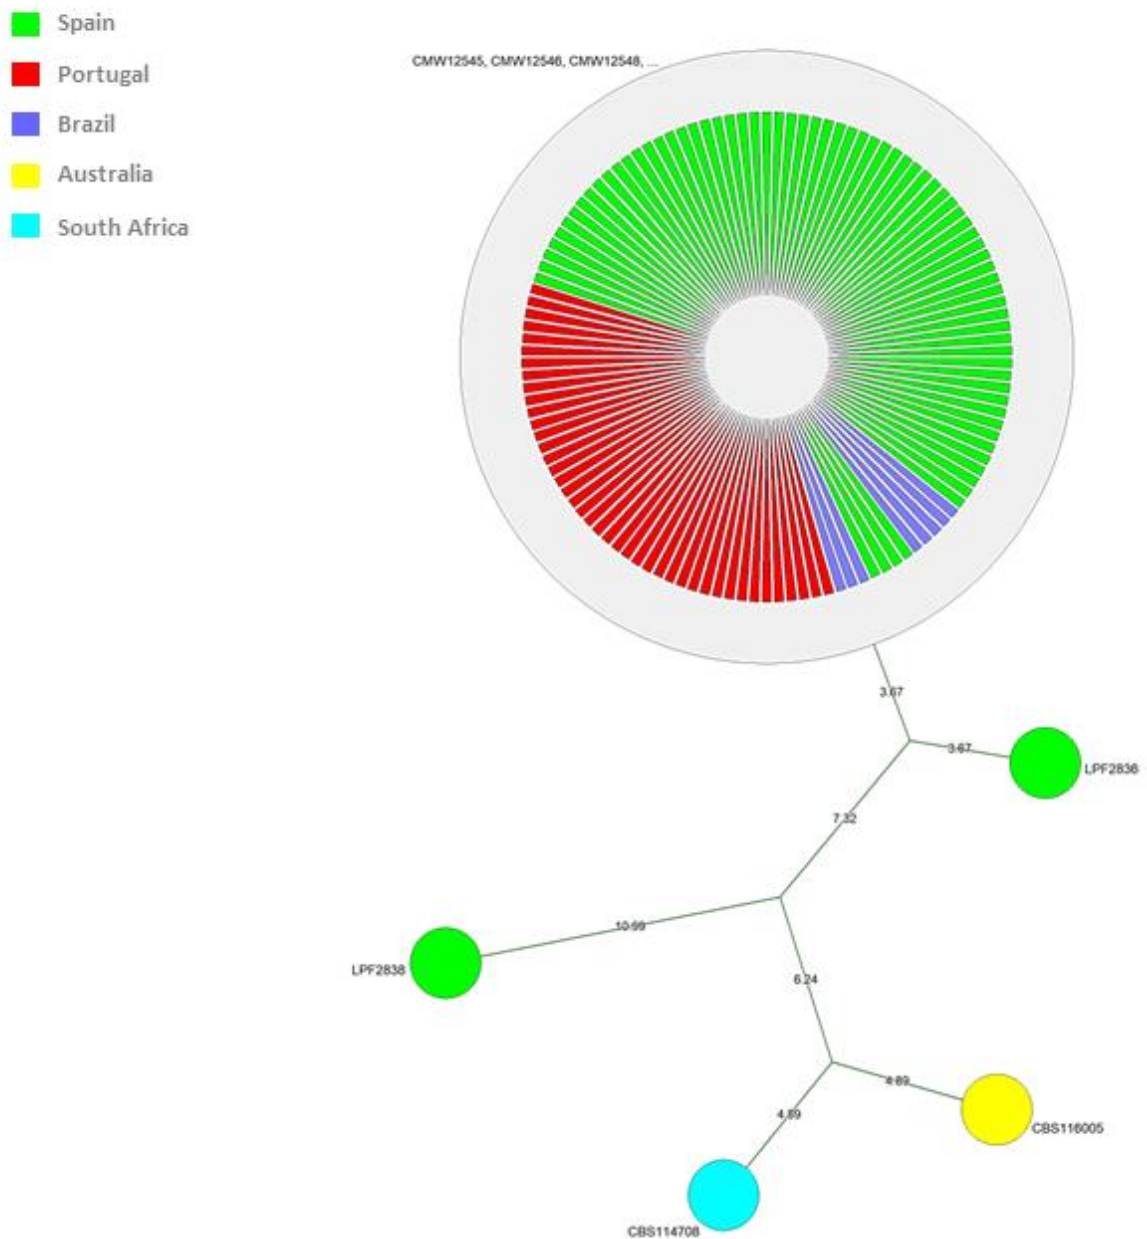 Spain
Portugal
Brazil
Australia
South Africa
CMW12545, CMW12546, CMW12548, ...
3.67
3.67
LPF2836
7.32
10.99
LPF2838
6.24
4.89
CBS116005
4.89
CBS114708